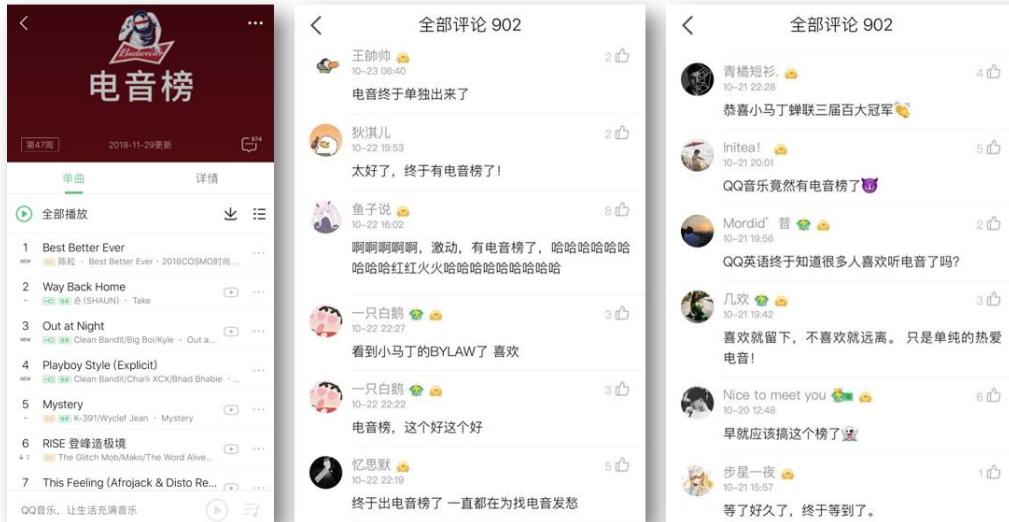 Budweiser
电音榜
第47周
2018-11-29更新
974
单曲
详情
全部播放
1 Best Better Ever
NEW SQ 陈粒 · Best Better Ever · 2018COSMO时尚...
2 Way Back Home
- HQ 独家 숀 (SHAUN) · Take
3 Out at Night
NEW HQ 独家 Clean Bandit/Big Boi/Kyle · Out a...
4 Playboy Style (Explicit)
NEW HQ 独家 Clean Bandit/Charli XCX/Bhad Bhabie · ...
5 Mystery
- SQ 独家 K-391/Wyclef Jean · Mystery
6 RISE 登峰造极境
2 SQ The Glitch Mob/Mako/The Word Alive...
7 This Feeling (Afrojack & Disto Re...
QQ音乐，让生活充满音乐
全部评论 902
王帥帅
2
10-23 06:40
电音终于单独出来了
狄淇儿
2
10-22 19:53
太好了，终于有电音榜了！
鱼子说
8
10-22 16:02
啊啊啊啊啊，激动，有电音榜了，哈哈哈哈哈哈
哈哈哈红红火火哈哈哈哈哈哈哈哈哈
一只白鹅
3
10-22 22:27
看到小马丁的BYLAW了 喜欢
一只白鹅
3
10-22 22:22
电音榜，这个好这个好
忆思默
5
10-22 22:19
终于出电音榜了 一直都在为找电音发愁
全部评论 902
青橘短衫.
4
10-21 22:28
恭喜小马丁蝉联三届百大冠军
Initea！
5
10-21 20:01
QQ音乐竟然有电音榜了
Mordid° 昔
2
10-21 19:56
QQ英语终于知道很多人喜欢听电音了吗?
几欢
3
10-21 19:42
喜欢就留下，不喜欢就远离。 只是单纯的热爱
电音！
Nice to meet you
6
10-20 12:48
早就应该搞这个榜了
步星一夜
1
10-21 15:57
等了好久了，终于等到了。